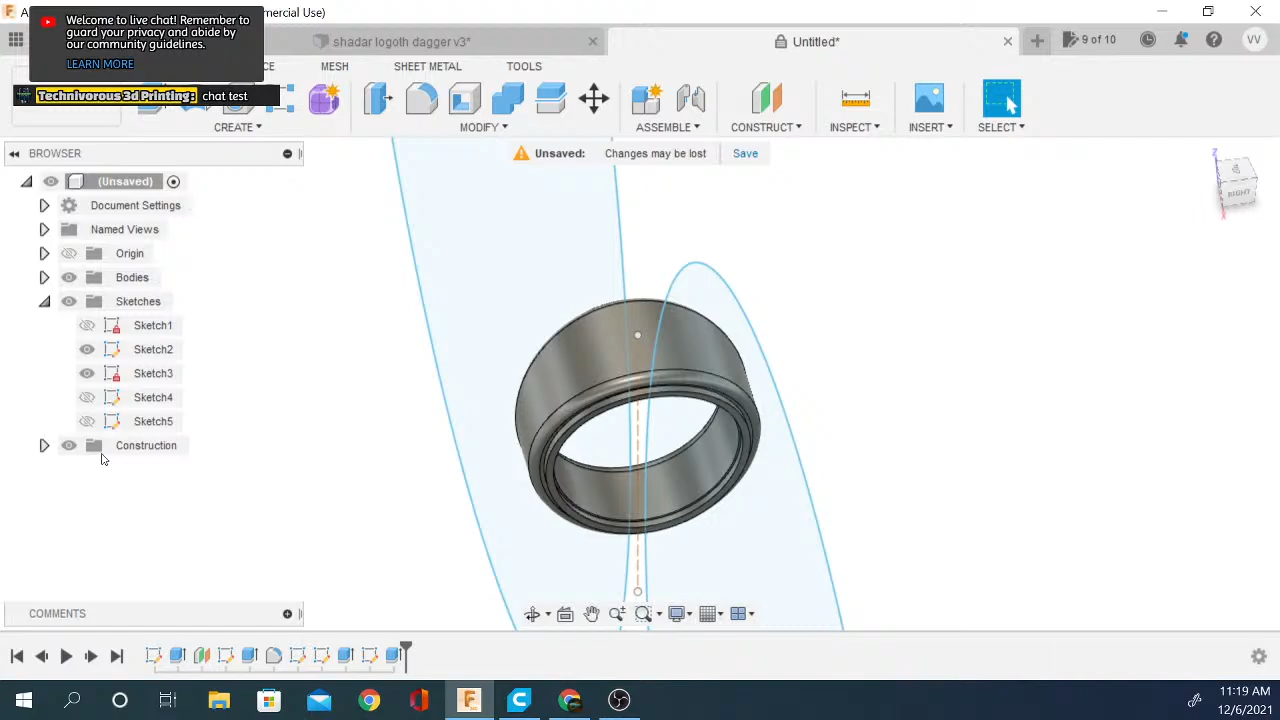 mercial Use)
Welcome to live chat! Remember to
guard your privacy and abide by
our community guidelines.
LEARN MORE
Technivorous 3d Printing: chat test
shadar logoth dagger v3*
Untitled*
9 of 10
VV
CE
MESH
SHEET METAL
TOOLS
CREATE
MODIFY
ASSEMBLE
CONSTRUCT
INSPECT
INSERT
SELECT
BROWSER
Unsaved: Changes may be lost Save
(Unsaved)
Document Settings
Named Views
Origin
Bodies
Sketches
Sketch1
Sketch2
Sketch3
Sketch4
Sketch5
Construction
Z
RIGHT
X
COMMENTS
11:19 AM
12/6/2021